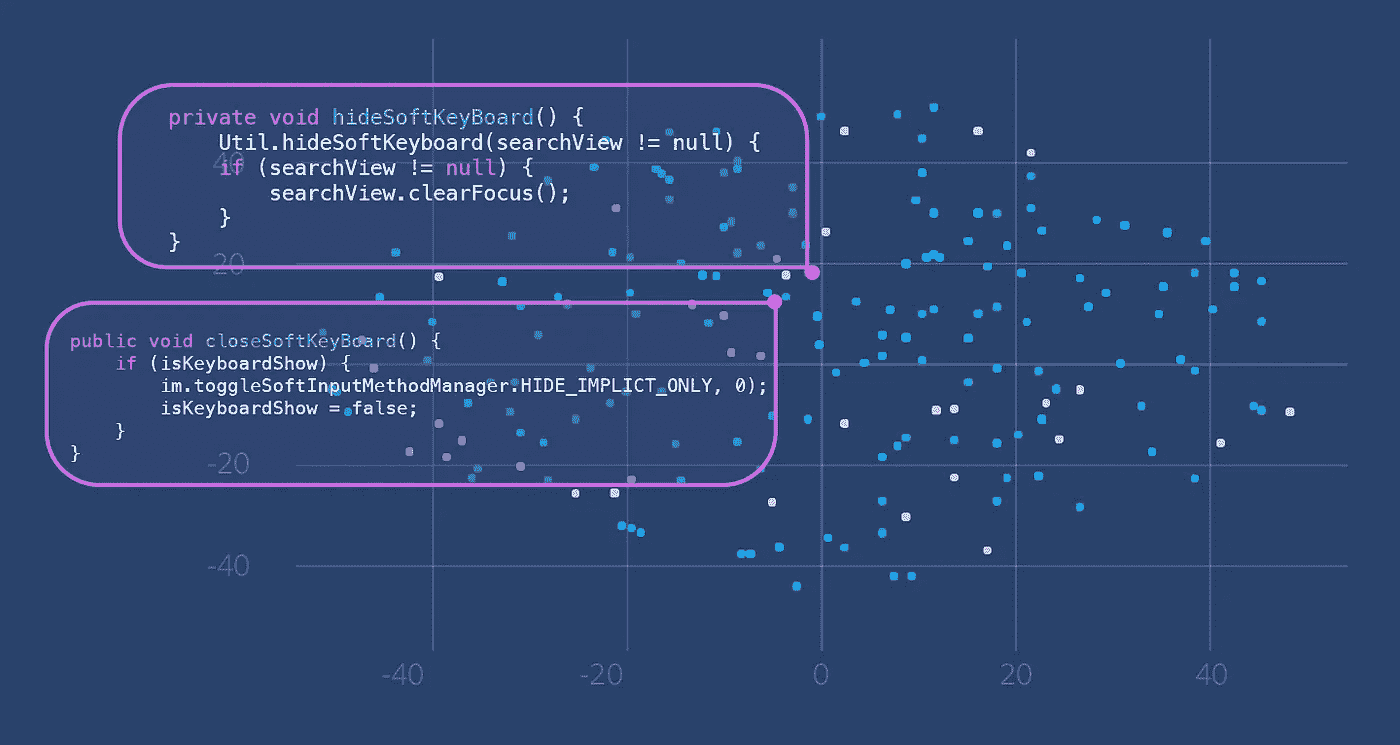 private void hideSoftKeyBoard() {
    Util.hideSoftKeyboard(searchView != null) {
40
    if (searchView != null) {
        searchView.clearFocus();
    }
}
20
public void closeSoftKeyBoard() {
    if (isKeyboardShow) {
        im.toggleSoftInputMethodManager.HIDE_IMPLICT_ONLY, 0);
        isKeyboardShow = false;
    }
}
-20
-40
-40 -20 0 20 40